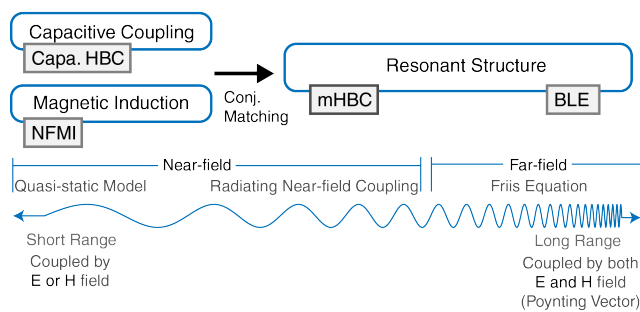 Capacitive Coupling
Capa. HBC
Magnetic Induction
NFMI
Conj.
Matching
Resonant Structure
mHBC
BLE
Near-field
Far-field
Quasi-static Model
Radiating Near-field Coupling
Friis Equation
Short Range
Coupled by
E or H field
Long Range
Coupled by both
E and H field
(Poynting Vector)